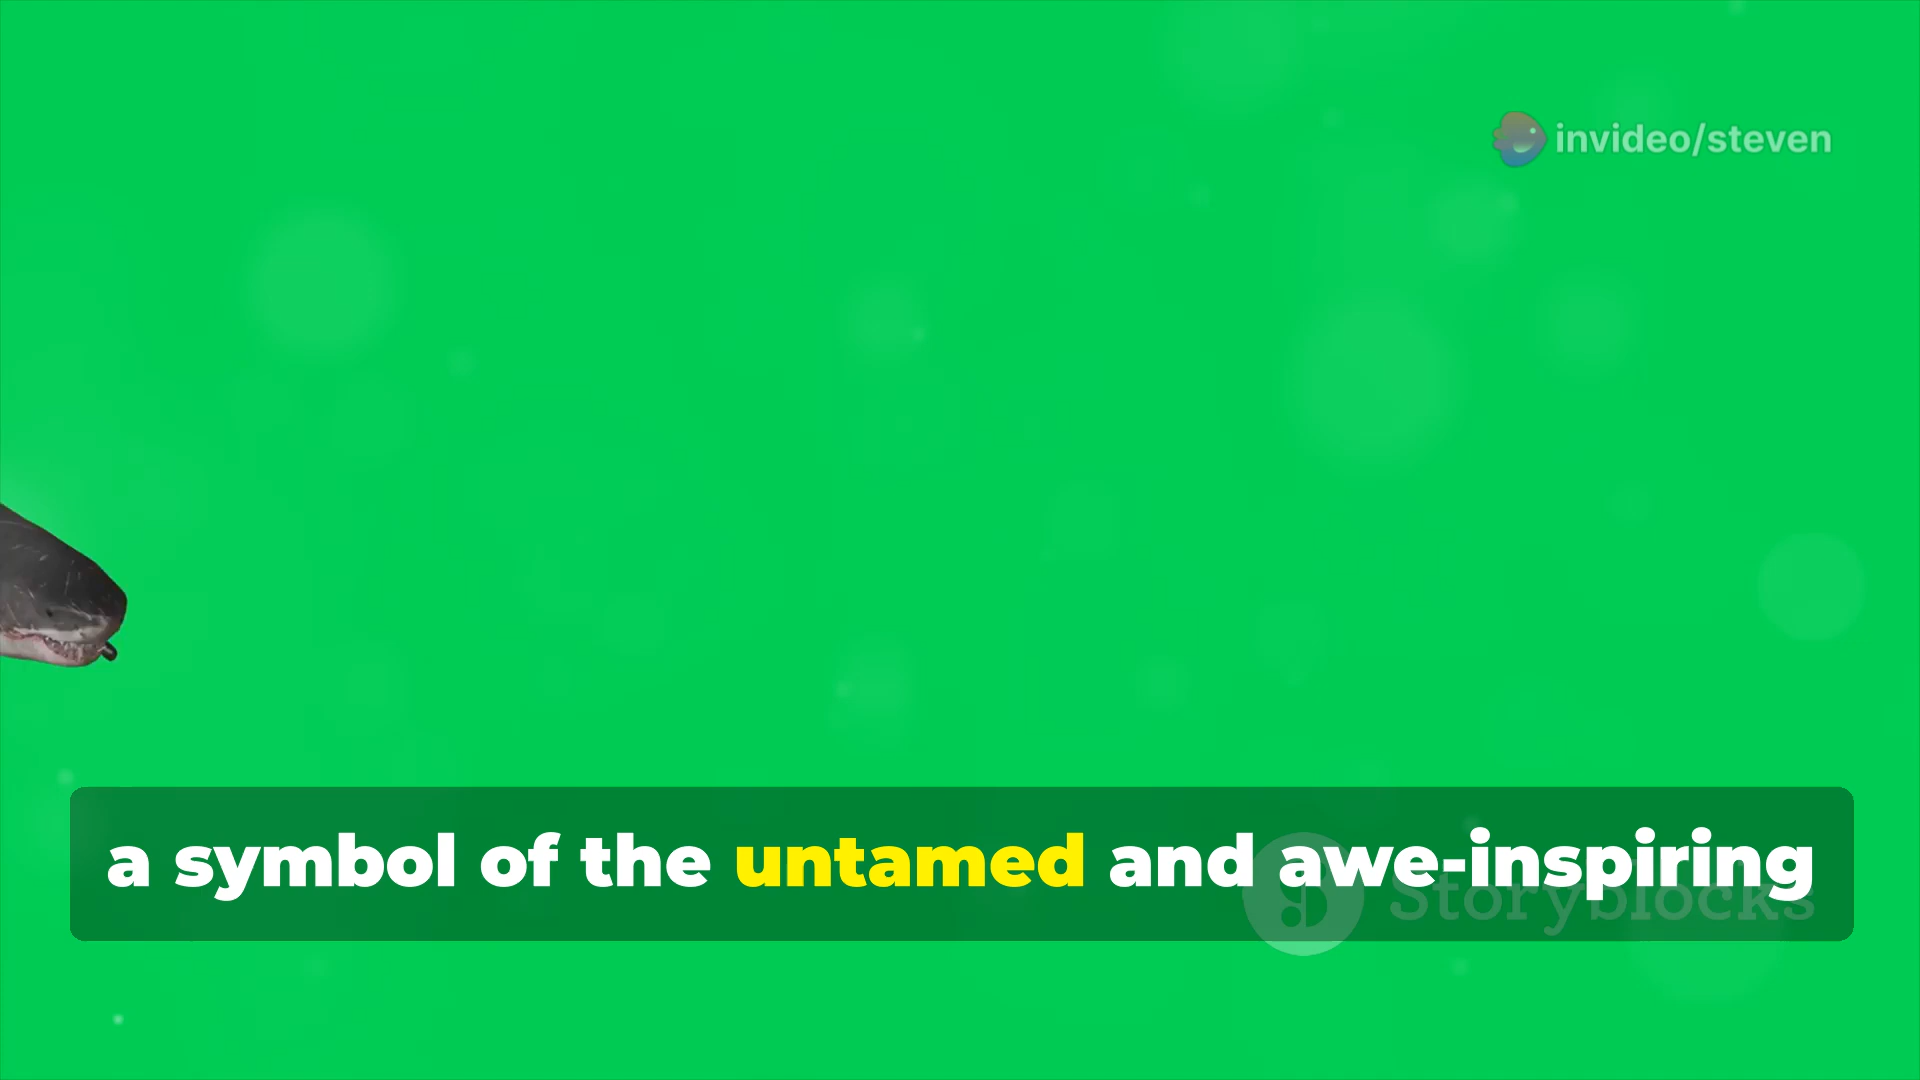 invideo/steven
a symbol of the untamed and awe-inspiring
Storyblocks